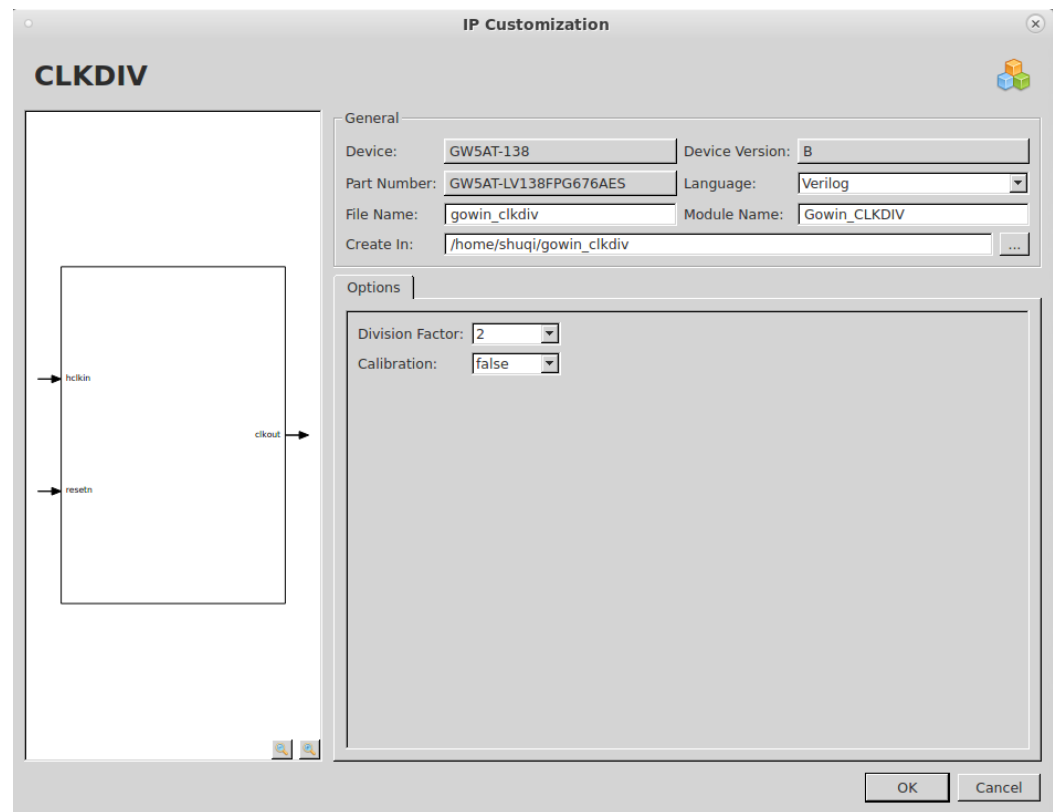 IP Customization
CLKDIV
General
Device: GW5AT-138 Device Version: B
Part Number: GW5AT-LV138FPG676AES Language: Verilog
File Name: gowin_clkdiv Module Name: Gowin_CLKDIV
Create In: /home/shuqi/gowin_clkdiv ...
Options
Division Factor: 2
Calibration: false
hclkin
clkout
resetn
OK Cancel